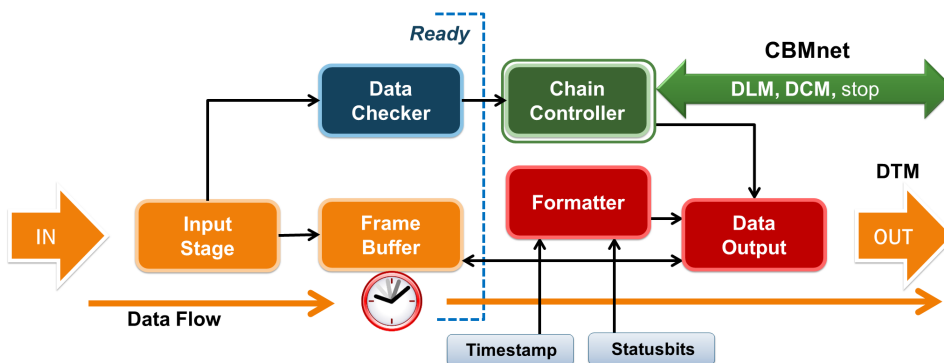 Ready
CBMnet
Data
Checker
Chain
Controller
DLM, DCM, stop
DTM
IN
Input
Stage
Frame
Buffer
Formatter
Data
Output
OUT
Data Flow
Timestamp
Statusbits